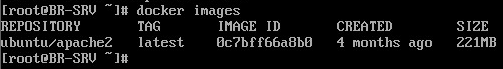 [root@BR-SRV ~]# docker images
REPOSITORY TAG IMAGE ID CREATED SIZE
ubuntu/apache2 latest 0c7bff66a8b0 4 months ago 221MB
[root@BR-SRV ~]#